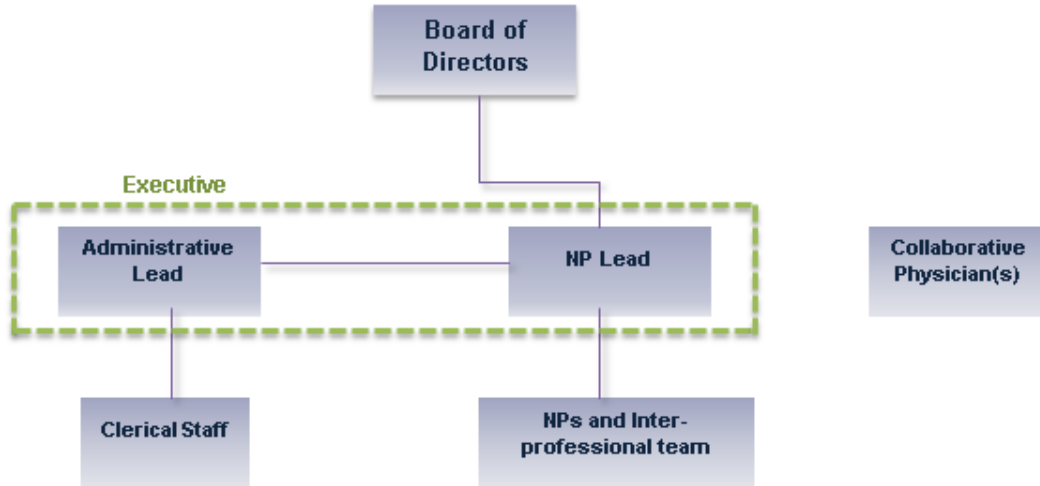 Board of
Directors
Executive
Administrative
Lead
NP Lead
Collaborative
Physician(s)
Clerical Staff
NPs and Inter-
professional team